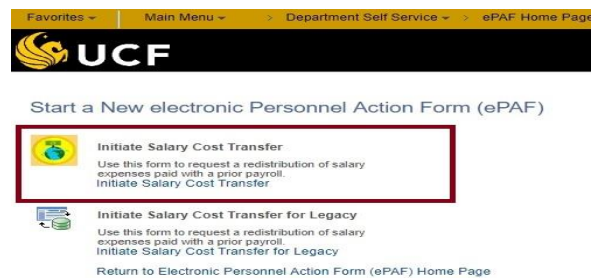 Favorites Main Menu > Department Self Service > ePAF Home Page
UCF
Start a New electronic Personnel Action Form (ePAF)
Initiate Salary Cost Transfer
Use this form to request a redistribution of salary
expenses paid with a prior payroll.
Initiate Salary Cost Transfer
Initiate Salary Cost Transfer for Legacy
Use this form to request a redistribution of salary
expenses paid with a prior payroll.
Initiate Salary Cost Transfer for Legacy
Return to Electronic Personnel Action Form (ePAF) Home Page